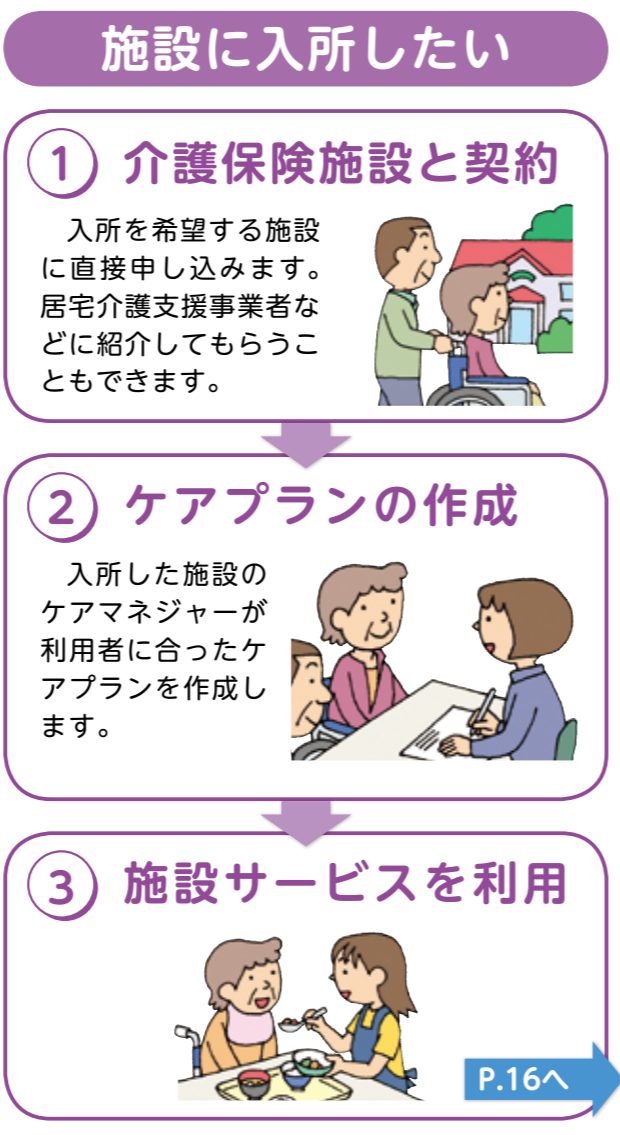 施設に入所したい
① 介護保険施設と契約
　入所を希望する施設
に直接申し込みます。
居宅介護支援事業者な
どに紹介してもらうこ
ともできます。
② ケアプランの作成
　入所した施設の
ケアマネジャーが
利用者に合ったケ
アプランを作成し
ます。
③ 施設サービスを利用
P.16へ